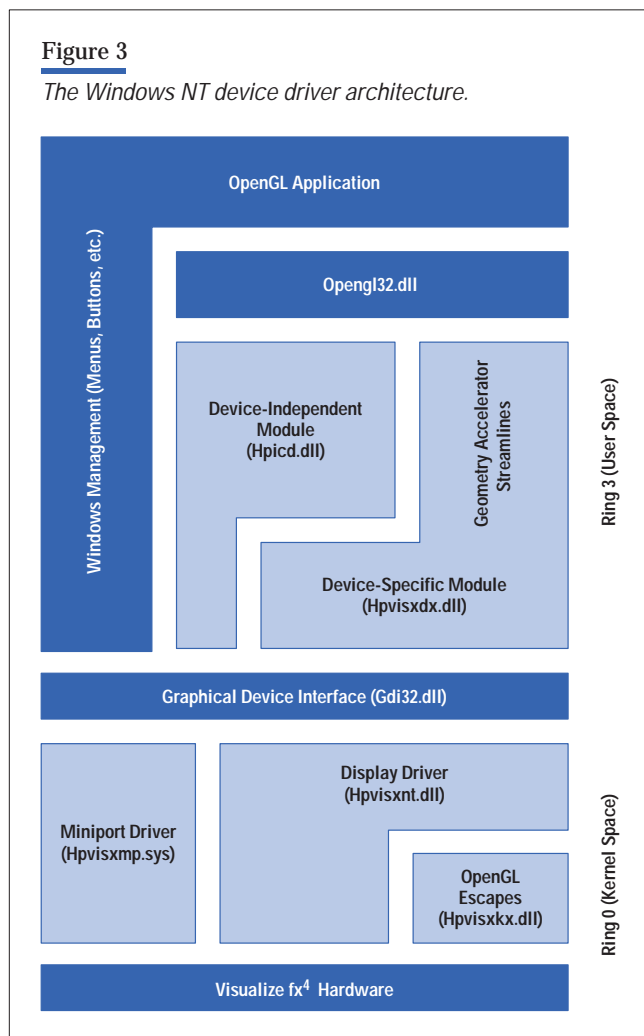 Figure 3
The Windows NT device driver architecture.
OpenGL Application
Windows Management (Menus, Buttons, etc.)
Opengl32.dll
Device-Independent
Module
(Hpicd.dll)
Geometry Accelerator
Streamlines
Device-Specific Module
(Hpvisxdx.dll)
Ring 3 (User Space)
Graphical Device Interface (Gdi32.dll)
Miniport Driver
(Hpvisxmp.sys)
Display Driver
(Hpvisxnt.dll)
OpenGL
Escapes
(Hpvisxkx.dll)
Ring 0 (Kernel Space)
Visualize fx⁴ Hardware